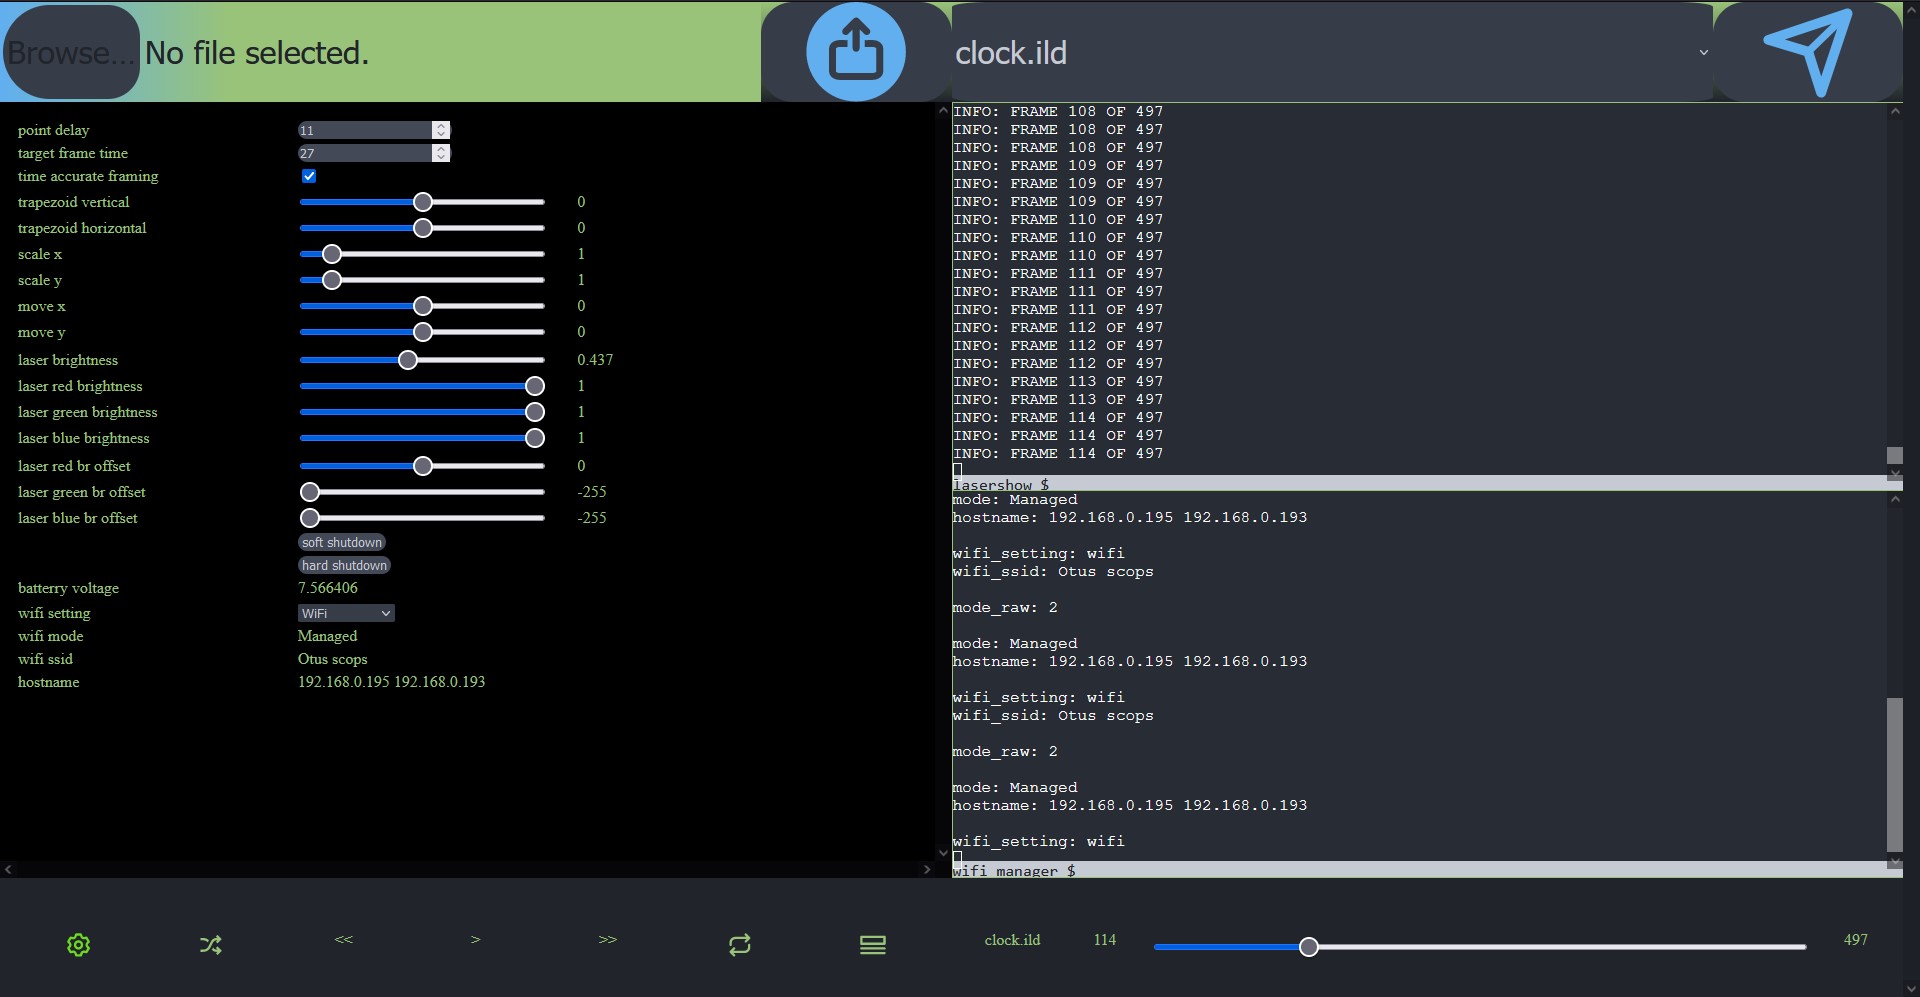 Browse... No file selected.
clock.ild
point delay 11
target frame time 27
time accurate framing
trapezoid vertical 0
trapezoid horizontal 0
scale x 1
scale y 1
move x 0
move y 0
laser brightness 0.437
laser red brightness 1
laser green brightness 1
laser blue brightness 1
laser red br offset 0
laser green br offset -255
laser blue br offset -255
soft shutdown
hard shutdown
batterry voltage 7.566406
wifi setting WiFi
wifi mode Managed
wifi ssid Otus scops
hostname 192.168.0.195 192.168.0.193
INFO: FRAME 108 OF 497
INFO: FRAME 108 OF 497
INFO: FRAME 108 OF 497
INFO: FRAME 109 OF 497
INFO: FRAME 109 OF 497
INFO: FRAME 109 OF 497
INFO: FRAME 110 OF 497
INFO: FRAME 110 OF 497
INFO: FRAME 110 OF 497
INFO: FRAME 111 OF 497
INFO: FRAME 111 OF 497
INFO: FRAME 111 OF 497
INFO: FRAME 112 OF 497
INFO: FRAME 112 OF 497
INFO: FRAME 112 OF 497
INFO: FRAME 113 OF 497
INFO: FRAME 113 OF 497
INFO: FRAME 114 OF 497
INFO: FRAME 114 OF 497
INFO: FRAME 114 OF 497
lasershow $
mode: Managed
hostname: 192.168.0.195 192.168.0.193
wifi_setting: wifi
wifi_ssid: Otus scops
mode_raw: 2
mode: Managed
hostname: 192.168.0.195 192.168.0.193
wifi_setting: wifi
wifi_ssid: Otus scops
mode_raw: 2
mode: Managed
hostname: 192.168.0.195 192.168.0.193
wifi_setting: wifi
wifi manager $
<< > >> clock.ild 114 497